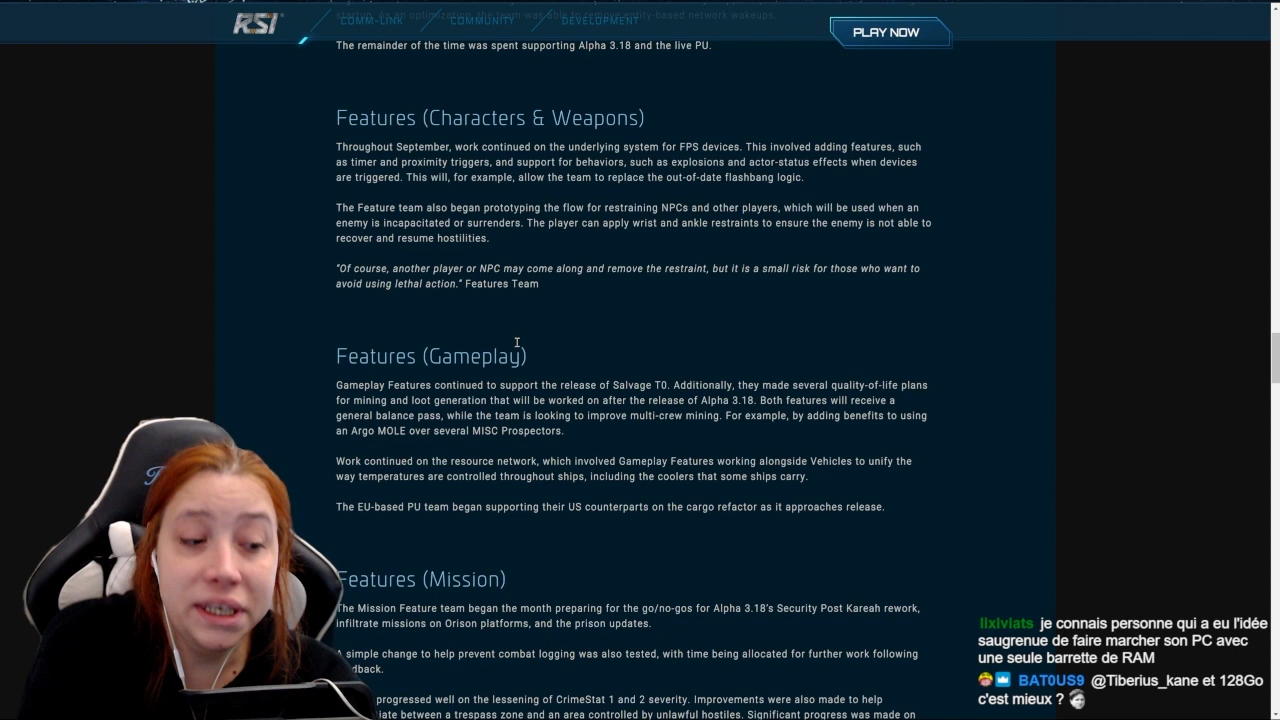 startup. As an optimization, the team was able to remove entity-based network wakeups.
RSI
COMM-LINK
COMMUNITY
DEVELOPMENT
PLAY NOW
The remainder of the time was spent supporting Alpha 3.18 and the live PU.
Features (Characters & Weapons)
Throughout September, work continued on the underlying system for FPS devices. This involved adding features, such
as timer and proximity triggers, and support for behaviors, such as explosions and actor-status effects when devices
are triggered. This will, for example, allow the team to replace the out-of-date flashbang logic.
The Feature team also began prototyping the flow for restraining NPCs and other players, which will be used when an
enemy is incapacitated or surrenders. The player can apply wrist and ankle restraints to ensure the enemy is not able to
recover and resume hostilities.
"Of course, another player or NPC may come along and remove the restraint, but it is a small risk for those who want to
avoid using lethal action." Features Team
Features (Gameplay)
Gameplay Features continued to support the release of Salvage T0. Additionally, they made several quality-of-life plans
for mining and loot generation that will be worked on after the release of Alpha 3.18. Both features will receive a
general balance pass, while the team is looking to improve multi-crew mining. For example, by adding benefits to using
an Argo MOLE over several MISC Prospectors.
Work continued on the resource network, which involved Gameplay Features working alongside Vehicles to unify the
way temperatures are controlled throughout ships, including the coolers that some ships carry.
The EU-based PU team began supporting their US counterparts on the cargo refactor as it approaches release.
Features (Mission)
The Mission Feature team began the month preparing for the go/no-gos for Alpha 3.18's Security Post Kareah rework,
infiltrate missions on Orison platforms, and the prison updates.
A simple change to help prevent combat logging was also tested, with time being allocated for further work following
progressed well on the lessening of CrimeStat 1 and 2 severity. Improvements were also made to help
between a trespass zone and an area controlled by unlawful hostiles. Significant progress was made on
je connais personne qui a eu l'idée
saugrenue de faire marcher son PC avec
une seule barrette de RAM
BAT0US9 @Tiberius_kane et 128Go
c'est mieux ?